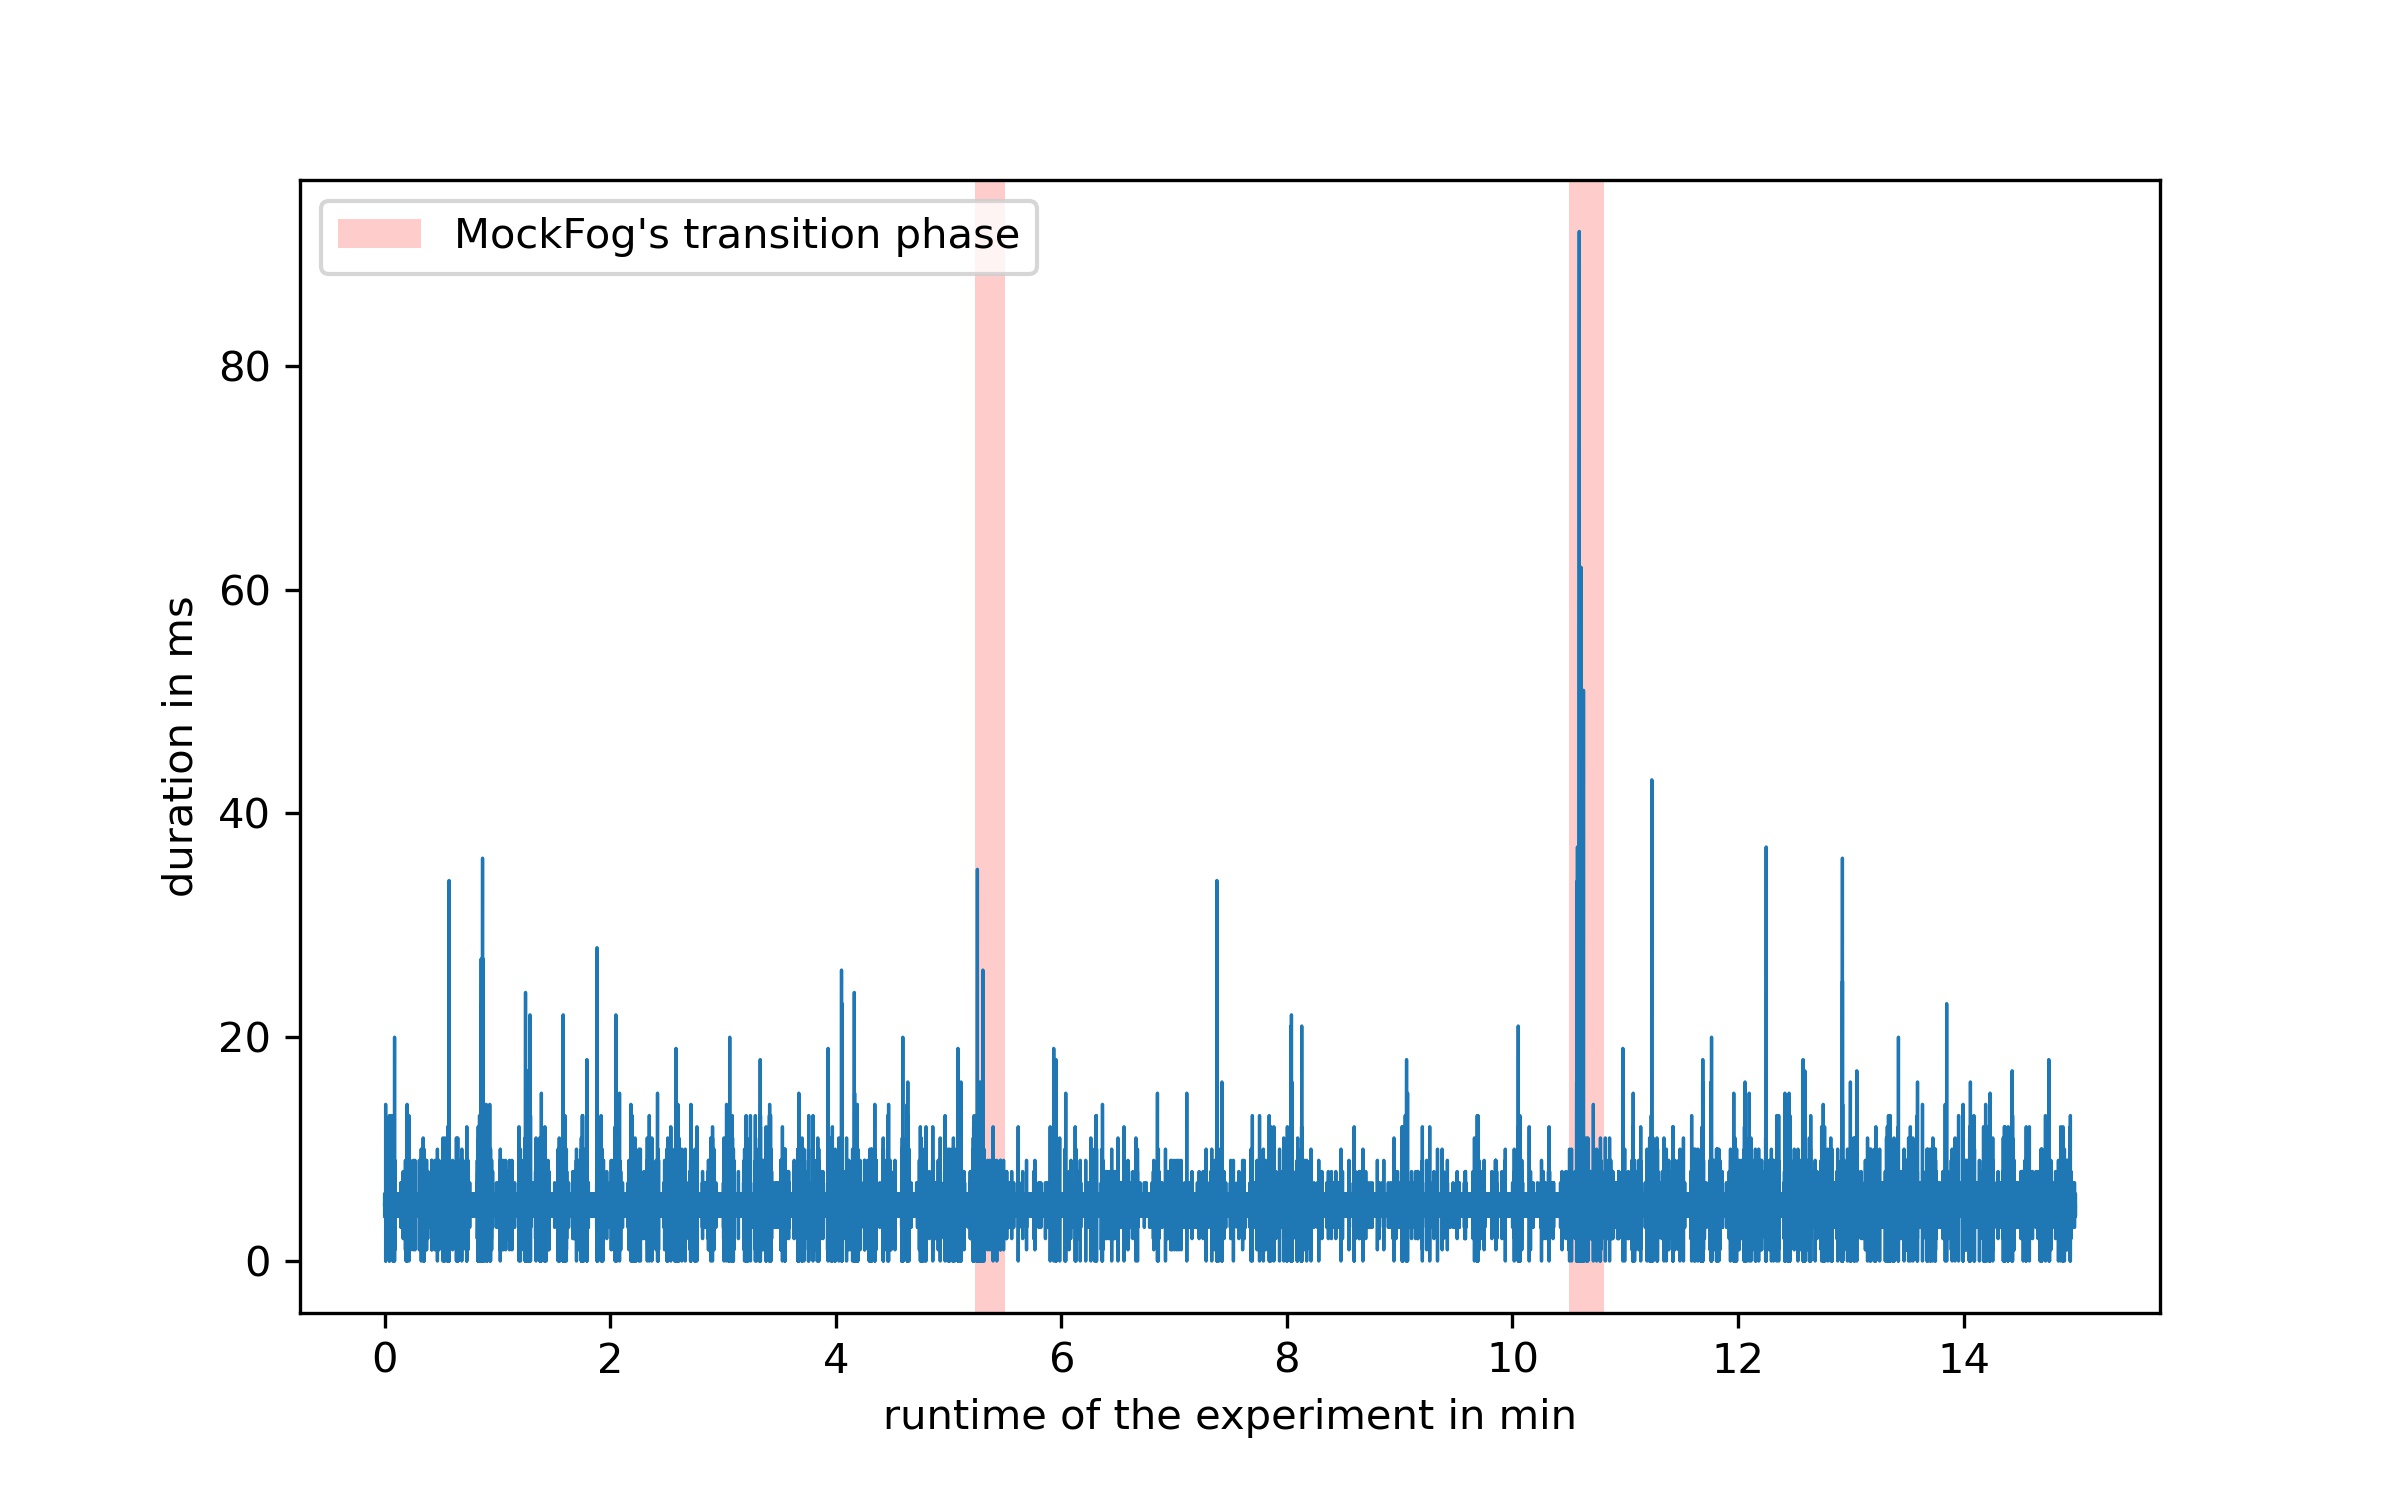 MockFog's transition phase
80
60
40
20
0
duration in ms
0 2 4 6 8 10 12 14
runtime of the experiment in min